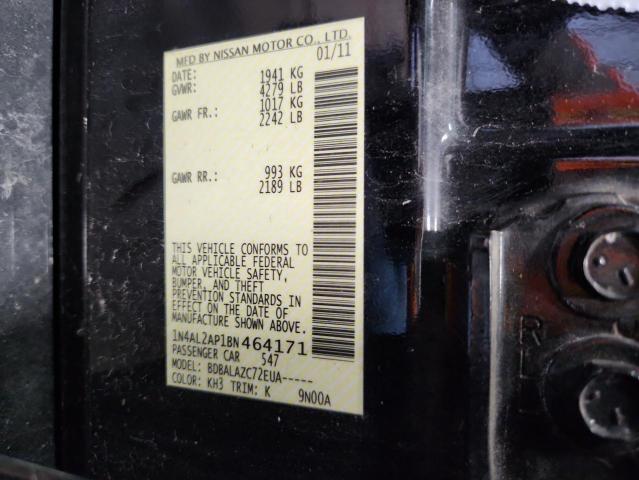 MFD BY NISSAN MOTOR CO., LTD.
DATE: 01/11
GVWR: 1941 KG
4279 LB
GAWR FR.: 1017 KG
2242 LB
GAWR RR.: 993 KG
2189 LB
THIS VEHICLE CONFORMS TO
ALL APPLICABLE FEDERAL
MOTOR VEHICLE SAFETY,
BUMPER, AND THEFT
PREVENTION STANDARDS IN
EFFECT ON THE DATE OF
MANUFACTURE SHOWN ABOVE.
1N4AL2AP1BN464171
PASSENGER CAR 547
MODEL: BDBALAZC72EUA-----
COLOR: KH3 TRIM: K 9N00A
R
L